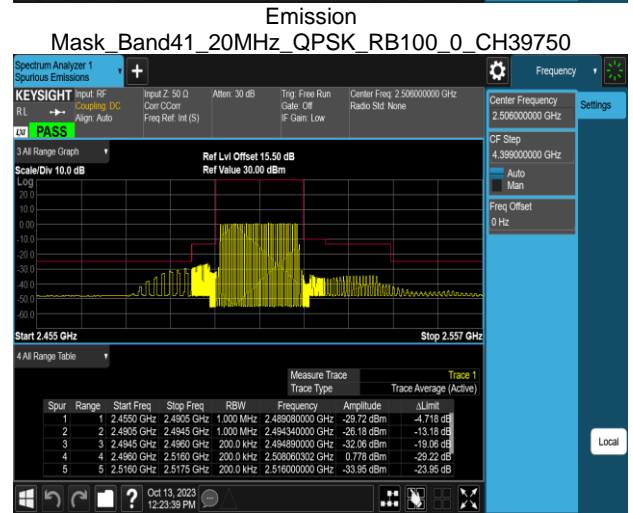 Emission
Mask_Band41_20MHz_QPSK_RB100_0_CH39750
Spectrum Analyzer 1
Spurious Emissions
+
Frequency
KEYSIGHT Input: RF Input Z: 50 Ω Atten: 30 dB Trig: Free Run Center Freq: 2.506000000 GHz
RL Coupling: DC Corr CCorr Gate: Off Radio Std: None
Align: Auto Freq Ref: Int (S) IF Gain: Low
LXI PASS
Center Frequency
2.506000000 GHz
Settings
CF Step
4.399000000 GHz
Auto
Man
Freq Offset
0 Hz
3 All Range Graph
Ref Lvl Offset 15.50 dB
Scale/Div 10.0 dB Ref Value 30.00 dBm
Log
20.0
10.0
0.00
-10.0
-20.0
-30.0
-40.0
-50.0
-60.0
Start 2.455 GHz Stop 2.557 GHz
4 All Range Table
Measure Trace Trace 1
Trace Type Trace Average (Active)
Spur Range Start Freq Stop Freq RBW Frequency Amplitude ΔLimit
1 1 2.4550 GHz 2.4905 GHz 1.000 MHz 2.489080000 GHz -29.72 dBm -4.718 dB
2 2 2.4905 GHz 2.4945 GHz 1.000 MHz 2.494340000 GHz -26.18 dBm -13.18 dB
3 3 2.4945 GHz 2.4960 GHz 200.0 kHz 2.494890000 GHz -32.06 dBm -19.06 dB
4 4 2.4960 GHz 2.5160 GHz 200.0 kHz 2.508060302 GHz 0.778 dBm -29.22 dB
5 5 2.5160 GHz 2.5175 GHz 200.0 kHz 2.516000000 GHz -33.95 dBm -23.95 dB
Local
? Oct 13, 2023
12:23:39 PM